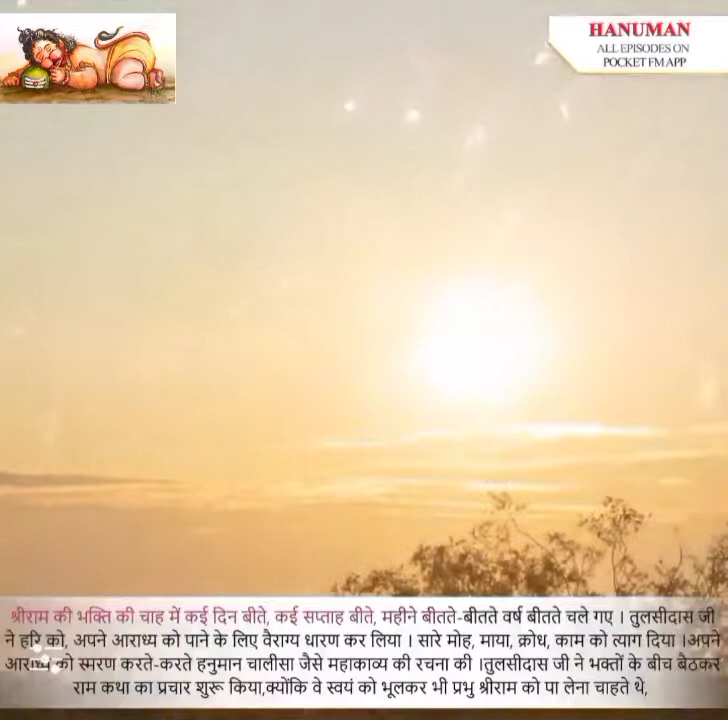 HANUMAN
ALL EPISODES ON
POCKET FM APP
श्रीराम की भक्ति की चाह में कई दिन बीते, कई सप्ताह बीते, महीने बीतते-बीतते वर्ष बीतते चले गए । तुलसीदास जी
ने हरि को, अपने आराध्य को पाने के लिए वैराग्य धारण कर लिया । सारे मोह, माया, क्रोध, काम को त्याग दिया ।अपने
आराध्य को स्मरण करते-करते हनुमान चालीसा जैसे महाकाव्य की रचना की ।तुलसीदास जी ने भक्तों के बीच बैठकर
राम कथा का प्रचार शुरू किया,क्योंकि वे स्वयं को भूलकर भी प्रभु श्रीराम को पा लेना चाहते थे,